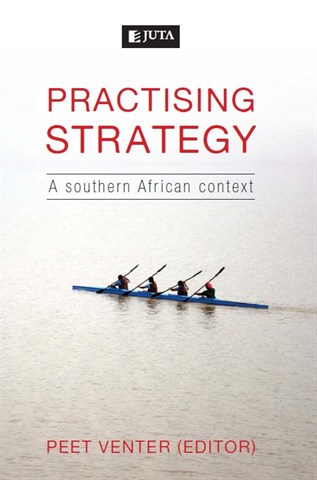 JUTA
PRACTISING
STRATEGY
A southern African context
PEET VENTER (EDITOR)